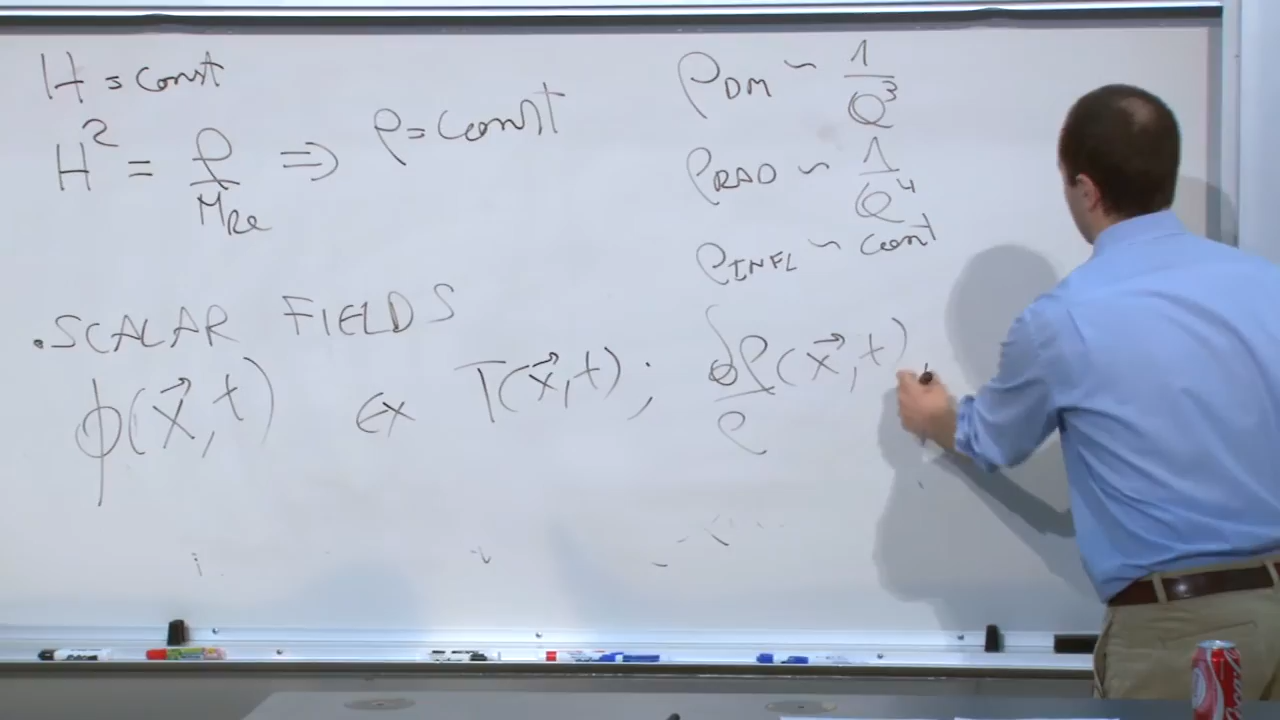 H = const
H² = ρ/M_Pl ⇒ ρ = const
ρ_DM ~ 1/a³
ρ_RAD ~ 1/a⁴
ρ_INFL ~ const
. SCALAR FIELDS
ϕ(x⃗, t) ex T(x⃗, t) ; δρ/ρ (x⃗, t)